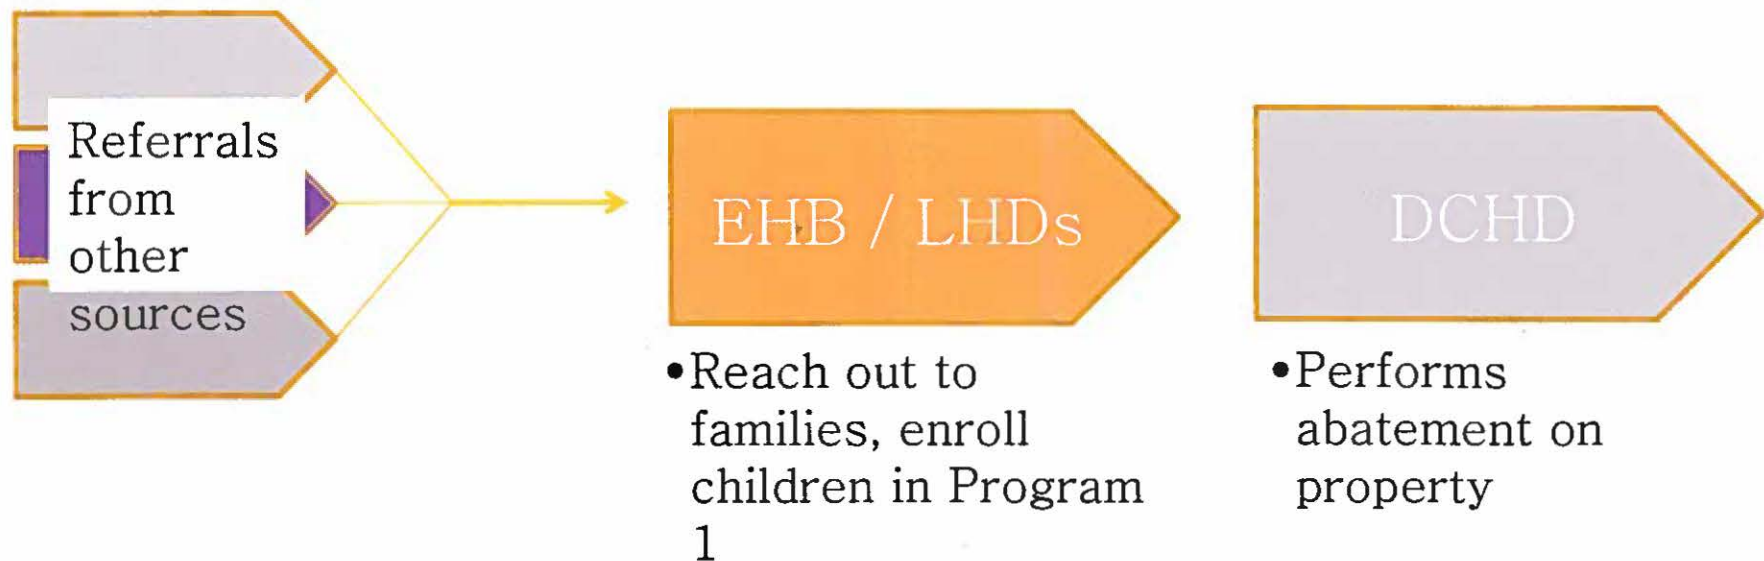 Referrals
from
other
sources
EHB / LHDs
•Reach out to
families, enroll
children in Program
1
DCHD
•Performs
abatement on
property